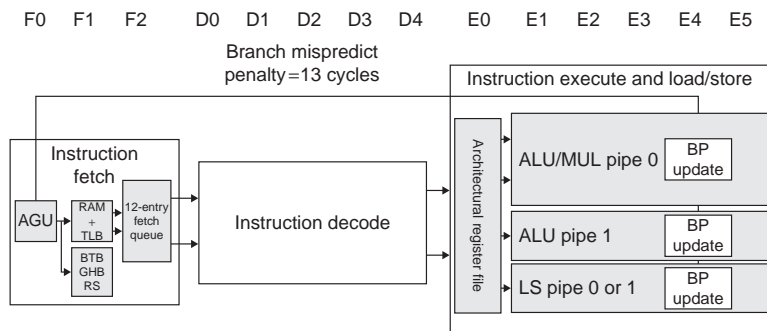 F0 F1 F2 D0 D1 D2 D3 D4 E0 E1 E2 E3 E4 E5
Branch mispredict
penalty=13 cycles
Instruction execute and load/store
Instruction
fetch
AGU
RAM
+
TLB
BTB
GHB
RS
12-entry
fetch
queue
Instruction decode
Architectural register file
ALU/MUL pipe 0
BP
update
ALU pipe 1
BP
update
LS pipe 0 or 1
BP
update